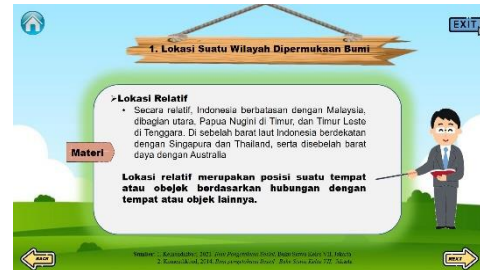 EXIT
1. Lokasi Suatu Wilayah Dipermukaan Bumi
➢Lokasi Relatif
• Secara relatif, Indonesia berbatasan dengan Malaysia,
dibagian utara. Papua Nugini di Timur, dan Timur Leste
di Tenggara. Di sebelah barat laut Indonesia berdekatan
dengan Singapura dan Thailand, serta disebelah barat
daya dengan Australia
Materi
Lokasi relatif merupakan posisi suatu tempat
atau obejek berdasarkan hubungan dengan
tempat atau objek lainnya.
BACK
NEXT